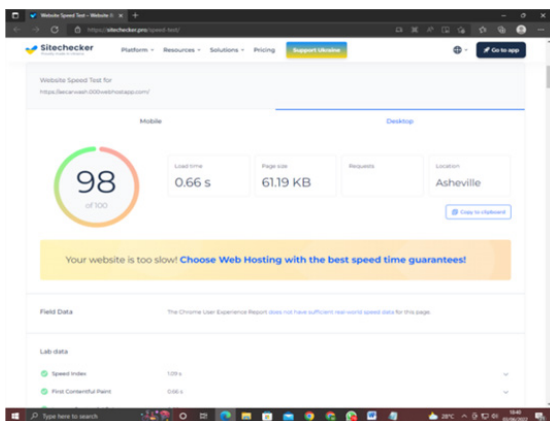 Website Speed Test - Website S
https://sitechecker.pro/speed-test/
Sitechecker
Platform
Resources
Solutions
Pricing
Support Ukraine
Go to app
Website Speed Test for
Mobile
Desktop
98
of 100
Load time
0.66 s
Page size
61.19 KB
Requests
Location
Asheville
Copy to clipboard
Your website is too slow! Choose Web Hosting with the best speed time guarantees!
Field Data
The Chrome User Experience Report does not have sufficient real-world speed data for this page.
Lab data
Speed Index
1.09 s
First Contentful Paint
0.66 s
Type here to search
28°C